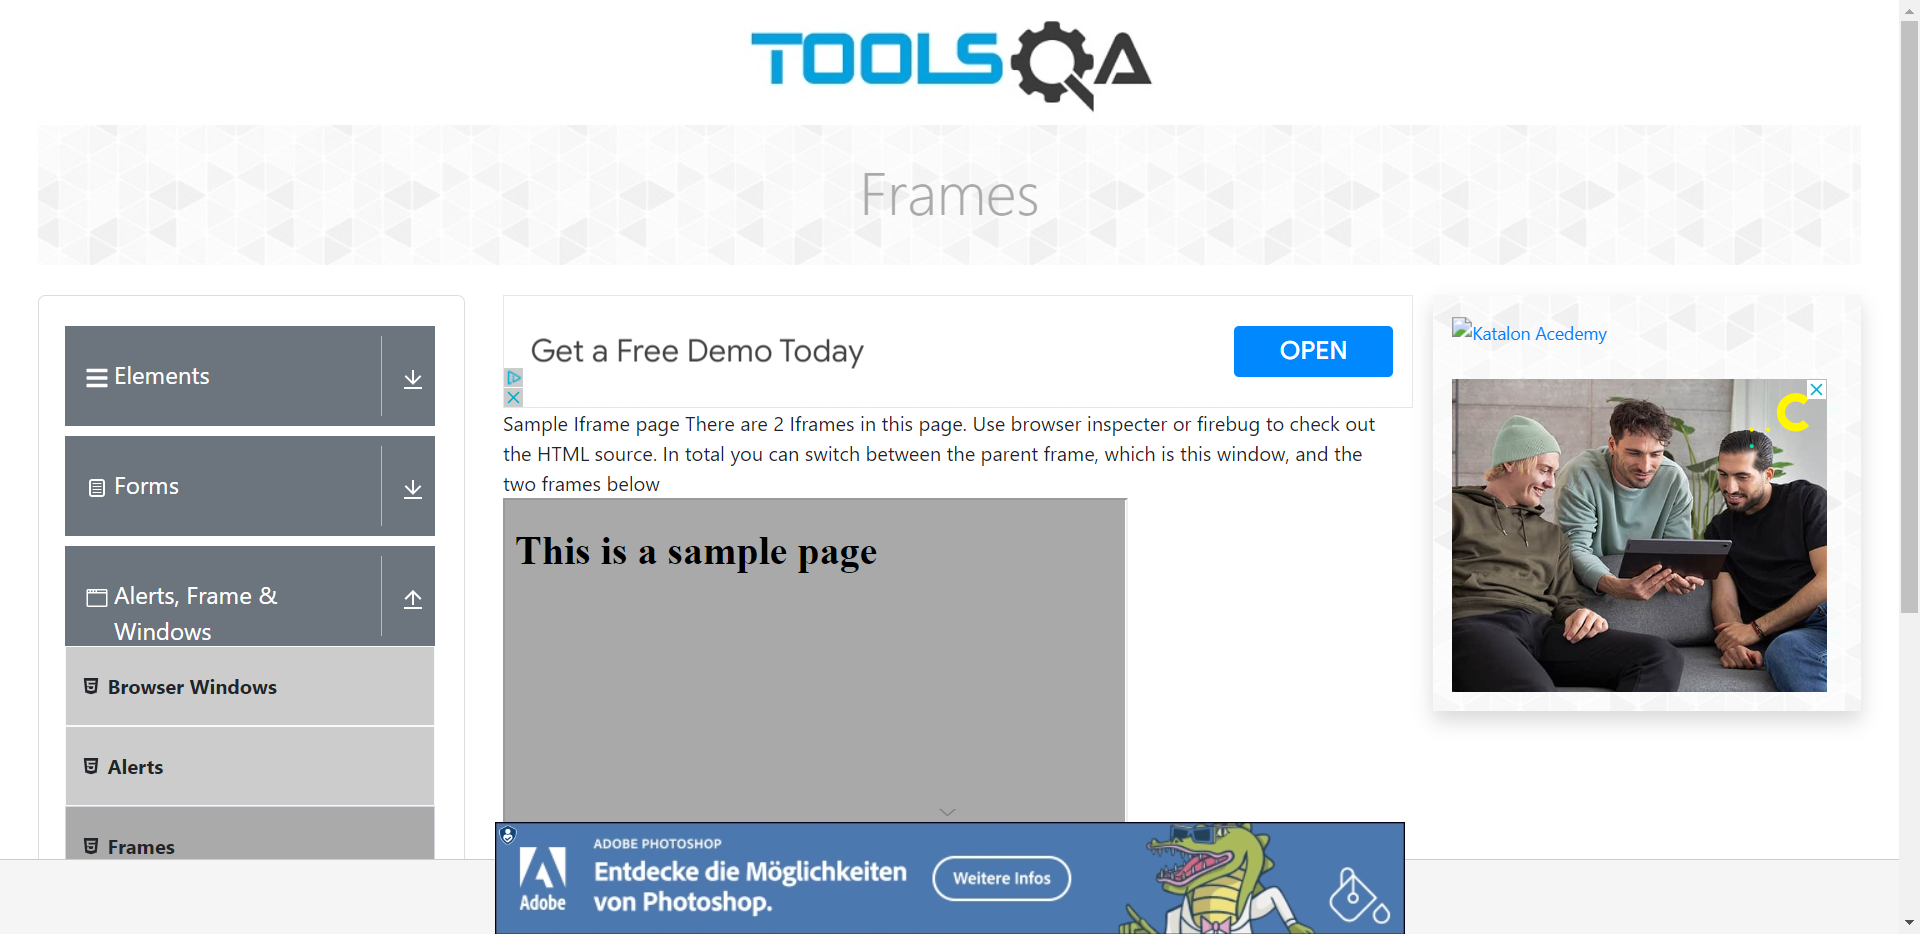 TOOLSQA
Frames
Elements
Forms
Alerts, Frame &
Windows
Browser Windows
Alerts
Frames
Get a Free Demo Today
OPEN
Sample Iframe page There are 2 Iframes in this page. Use browser inspecter or firebug to check out
the HTML source. In total you can switch between the parent frame, which is this window, and the
two frames below
This is a sample page
Katalon Acedemy
Adobe
ADOBE PHOTOSHOP
Entdecke die Möglichkeiten
von Photoshop.
Weitere Infos